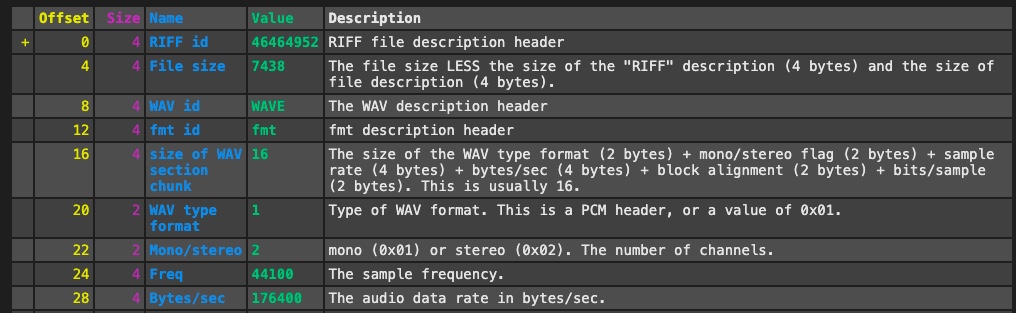 Offset Size Name Value Description
+ 0 4 RIFF id 46464952 RIFF file description header
4 4 File size 7438 The file size LESS the size of the "RIFF" description (4 bytes) and the size of
file description (4 bytes).
8 4 WAV id WAVE The WAV description header
12 4 fmt id fmt fmt description header
16 4 size of WAV 16 The size of the WAV type format (2 bytes) + mono/stereo flag (2 bytes) + sample
section rate (4 bytes) + bytes/sec (4 bytes) + block alignment (2 bytes) + bits/sample
chunk (2 bytes). This is usually 16.
20 2 WAV type 1 Type of WAV format. This is a PCM header, or a value of 0x01.
format
22 2 Mono/stereo 2 mono (0x01) or stereo (0x02). The number of channels.
24 4 Freq 44100 The sample frequency.
28 4 Bytes/sec 176400 The audio data rate in bytes/sec.